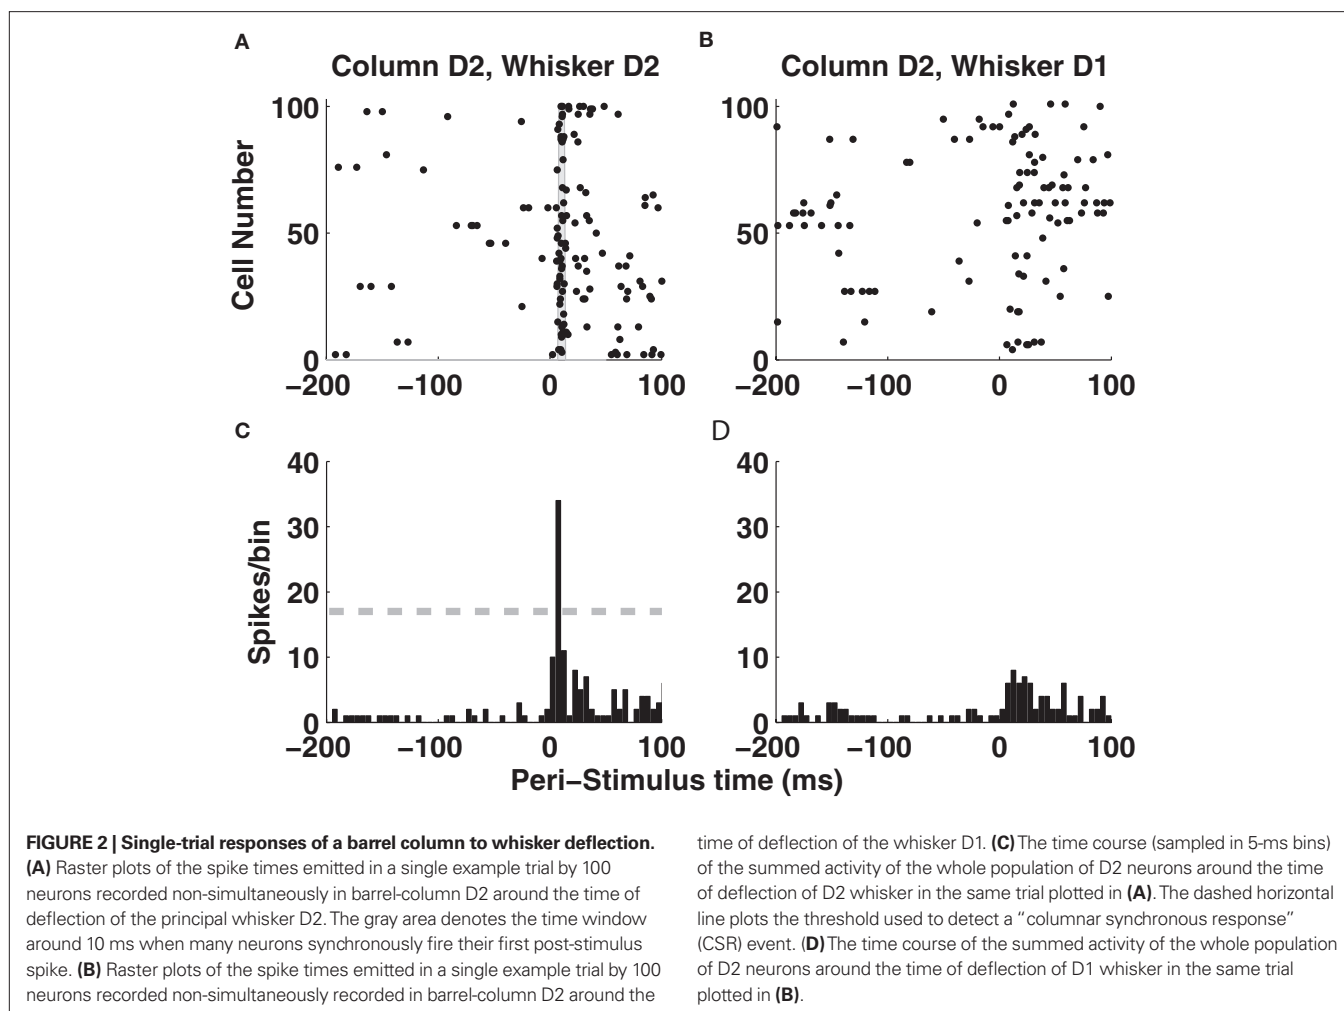 A
B
Column D2, Whisker D2
Column D2, Whisker D1
100
50
0
Cell Number
−200
−100
0
100
100
50
0
−200
−100
0
100
C
D
40
30
20
10
0
Spikes/bin
−200
−100
0
100
40
30
20
10
0
−200
−100
0
100
Peri−Stimulus time (ms)
FIGURE 2 | Single-trial responses of a barrel column to whisker deflection.
(A) Raster plots of the spike times emitted in a single example trial by 100
neurons recorded non-simultaneously in barrel-column D2 around the time of
deflection of the principal whisker D2. The gray area denotes the time window
around 10 ms when many neurons synchronously fire their first post-stimulus
spike. (B) Raster plots of the spike times emitted in a single example trial by 100
neurons recorded non-simultaneously recorded in barrel-column D2 around the
time of deflection of the whisker D1. (C) The time course (sampled in 5-ms bins)
of the summed activity of the whole population of D2 neurons around the time
of deflection of D2 whisker in the same trial plotted in (A). The dashed horizontal
line plots the threshold used to detect a “columnar synchronous response”
(CSR) event. (D) The time course of the summed activity of the whole population
of D2 neurons around the time of deflection of D1 whisker in the same trial
plotted in (B).